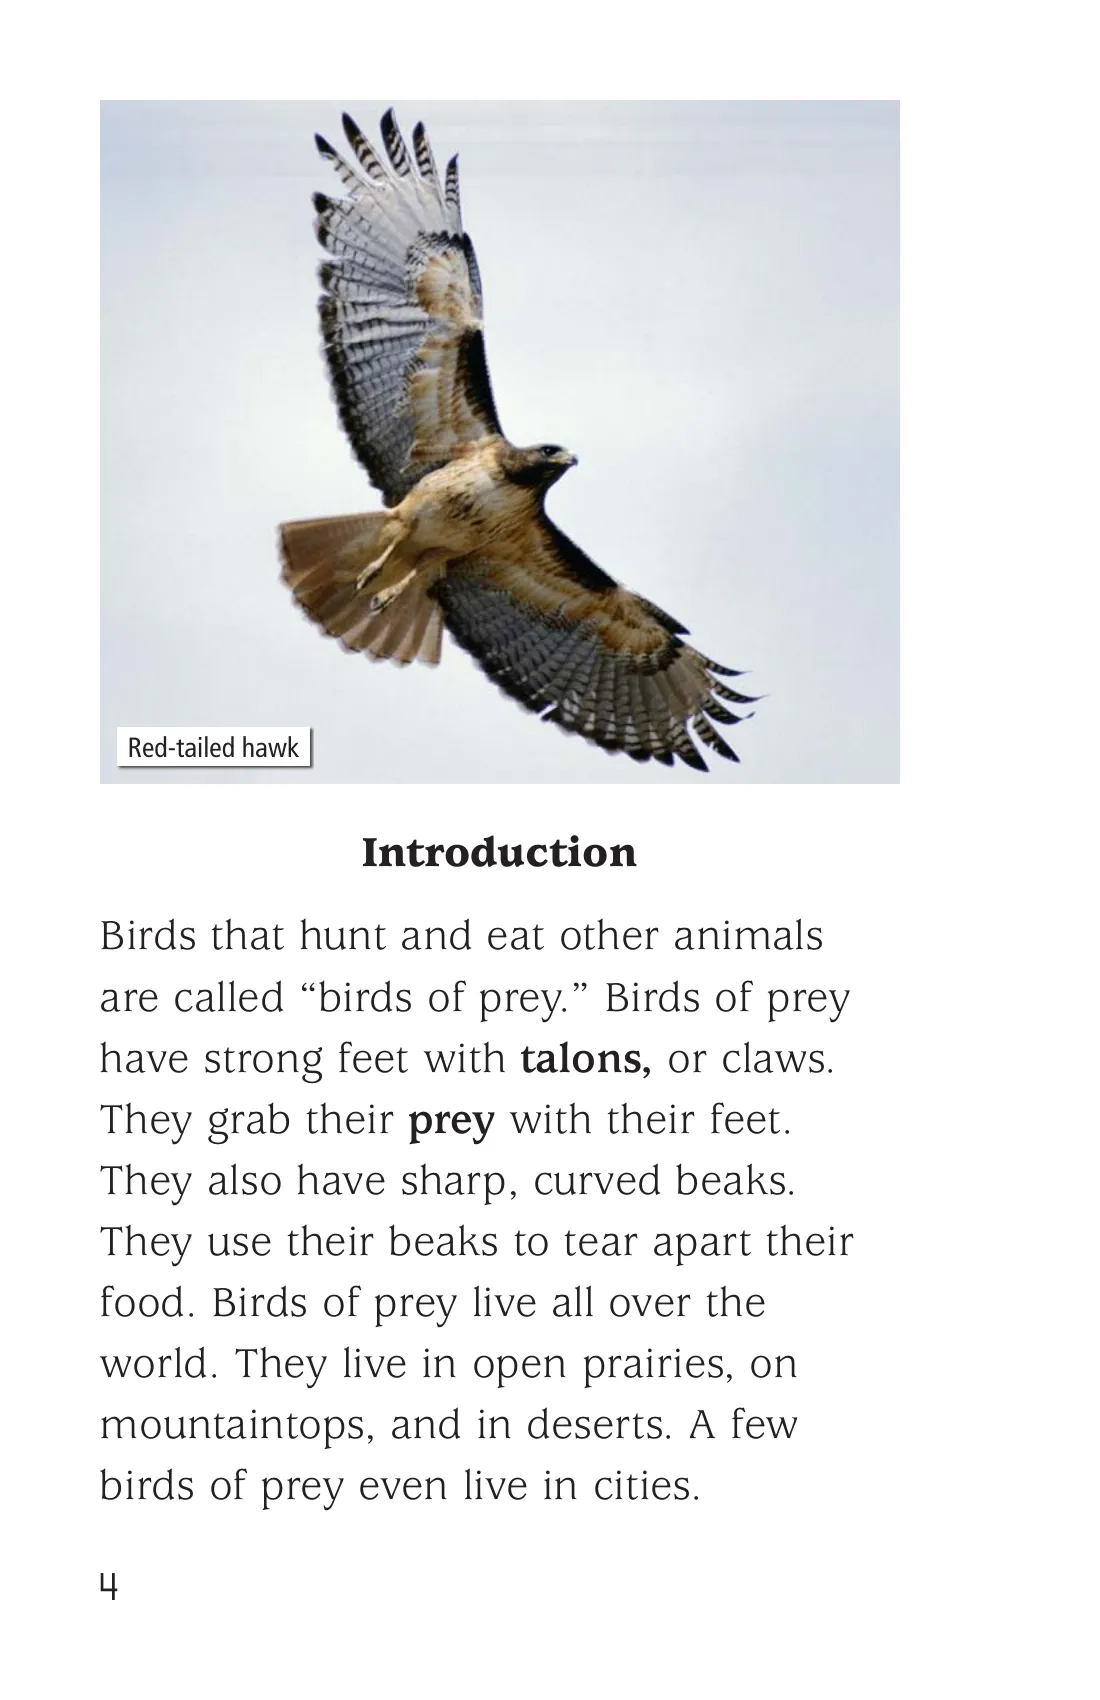 Red-tailed hawk
Introduction
Birds that hunt and eat other animals
are called “birds of prey.” Birds of prey
have strong feet with talons, or claws.
They grab their prey with their feet.
They also have sharp, curved beaks.
They use their beaks to tear apart their
food. Birds of prey live all over the
world. They live in open prairies, on
mountaintops, and in deserts. A few
birds of prey even live in cities.
4